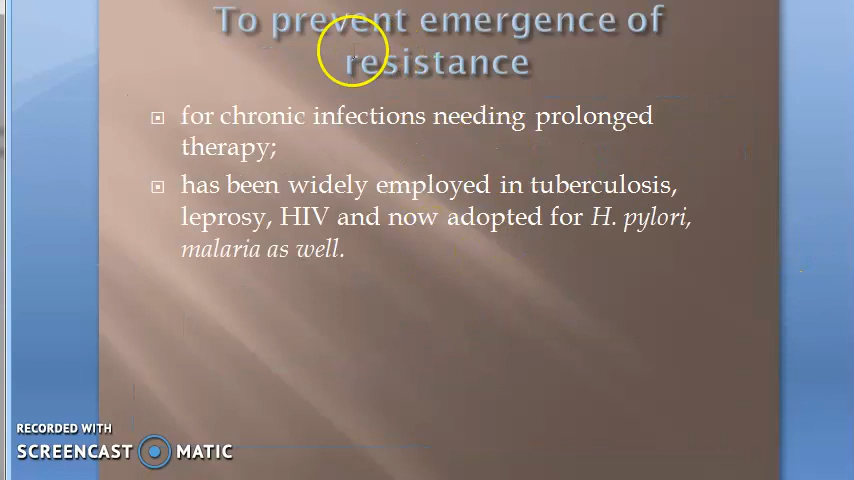 To prevent emergence of
resistance
for chronic infections needing prolonged
therapy;
has been widely employed in tuberculosis,
leprosy, HIV and now adopted for H. pylori,
malaria as well.
RECORDED WITH
SCREENCAST MATIC